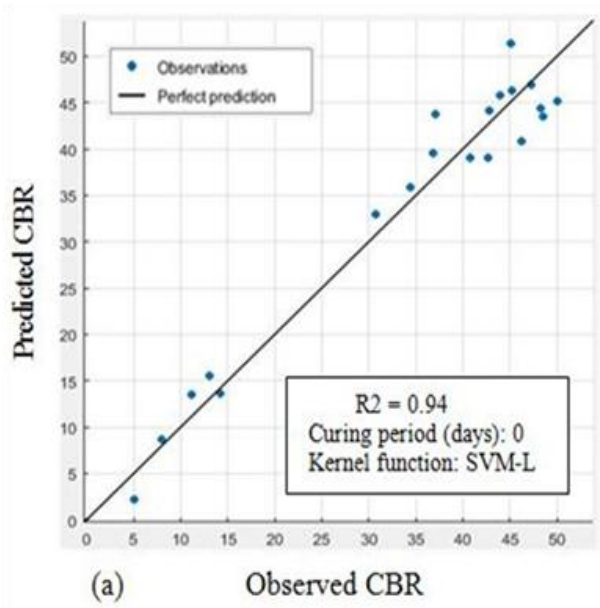 Observations
Perfect prediction
50
45
40
35
30
25
20
15
10
5
0
Predicted CBR
R2 = 0.94
Curing period (days): 0
Kernel function: SVM-L
0 5 10 15 20 25 30 35 40 45 50
(a) Observed CBR